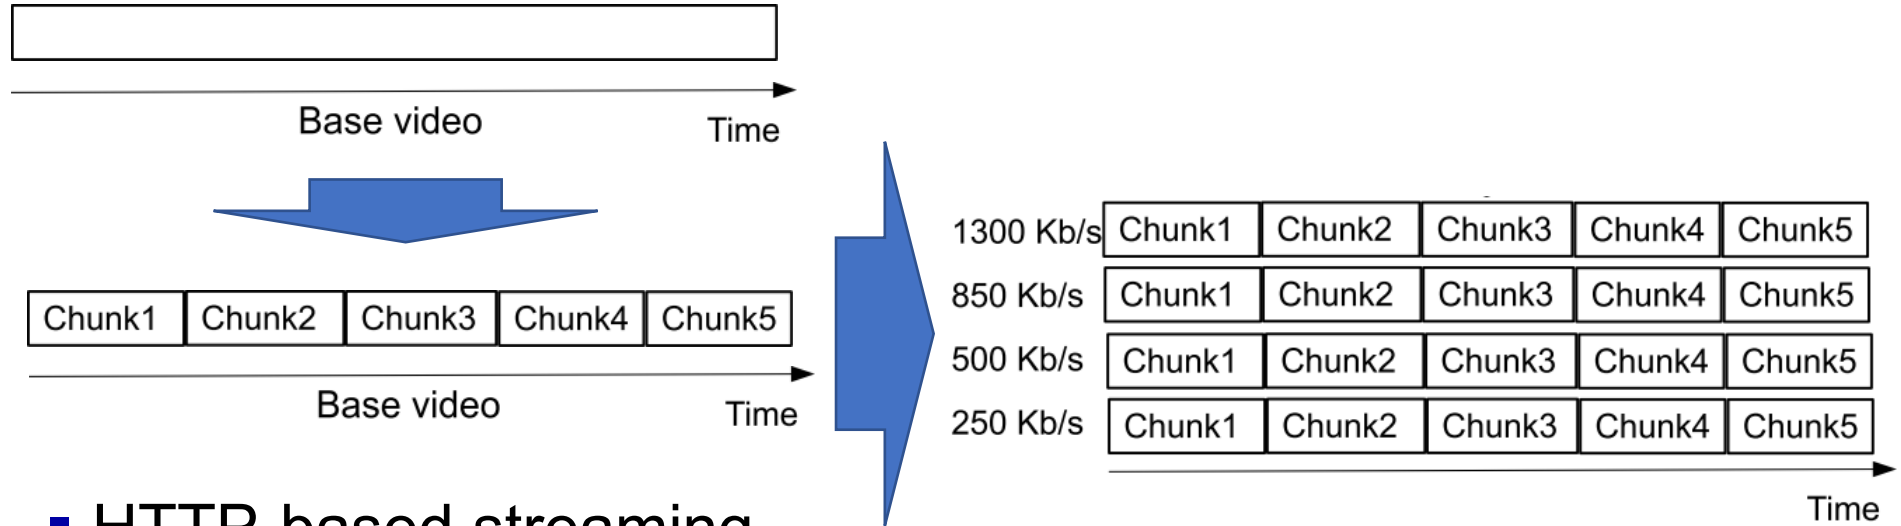 Base video
Time
Chunk1 Chunk2 Chunk3 Chunk4 Chunk5
Base video
Time
1300 Kb/s Chunk1 Chunk2 Chunk3 Chunk4 Chunk5
850 Kb/s Chunk1 Chunk2 Chunk3 Chunk4 Chunk5
500 Kb/s Chunk1 Chunk2 Chunk3 Chunk4 Chunk5
250 Kb/s Chunk1 Chunk2 Chunk3 Chunk4 Chunk5
Time
HTTP-based streaming